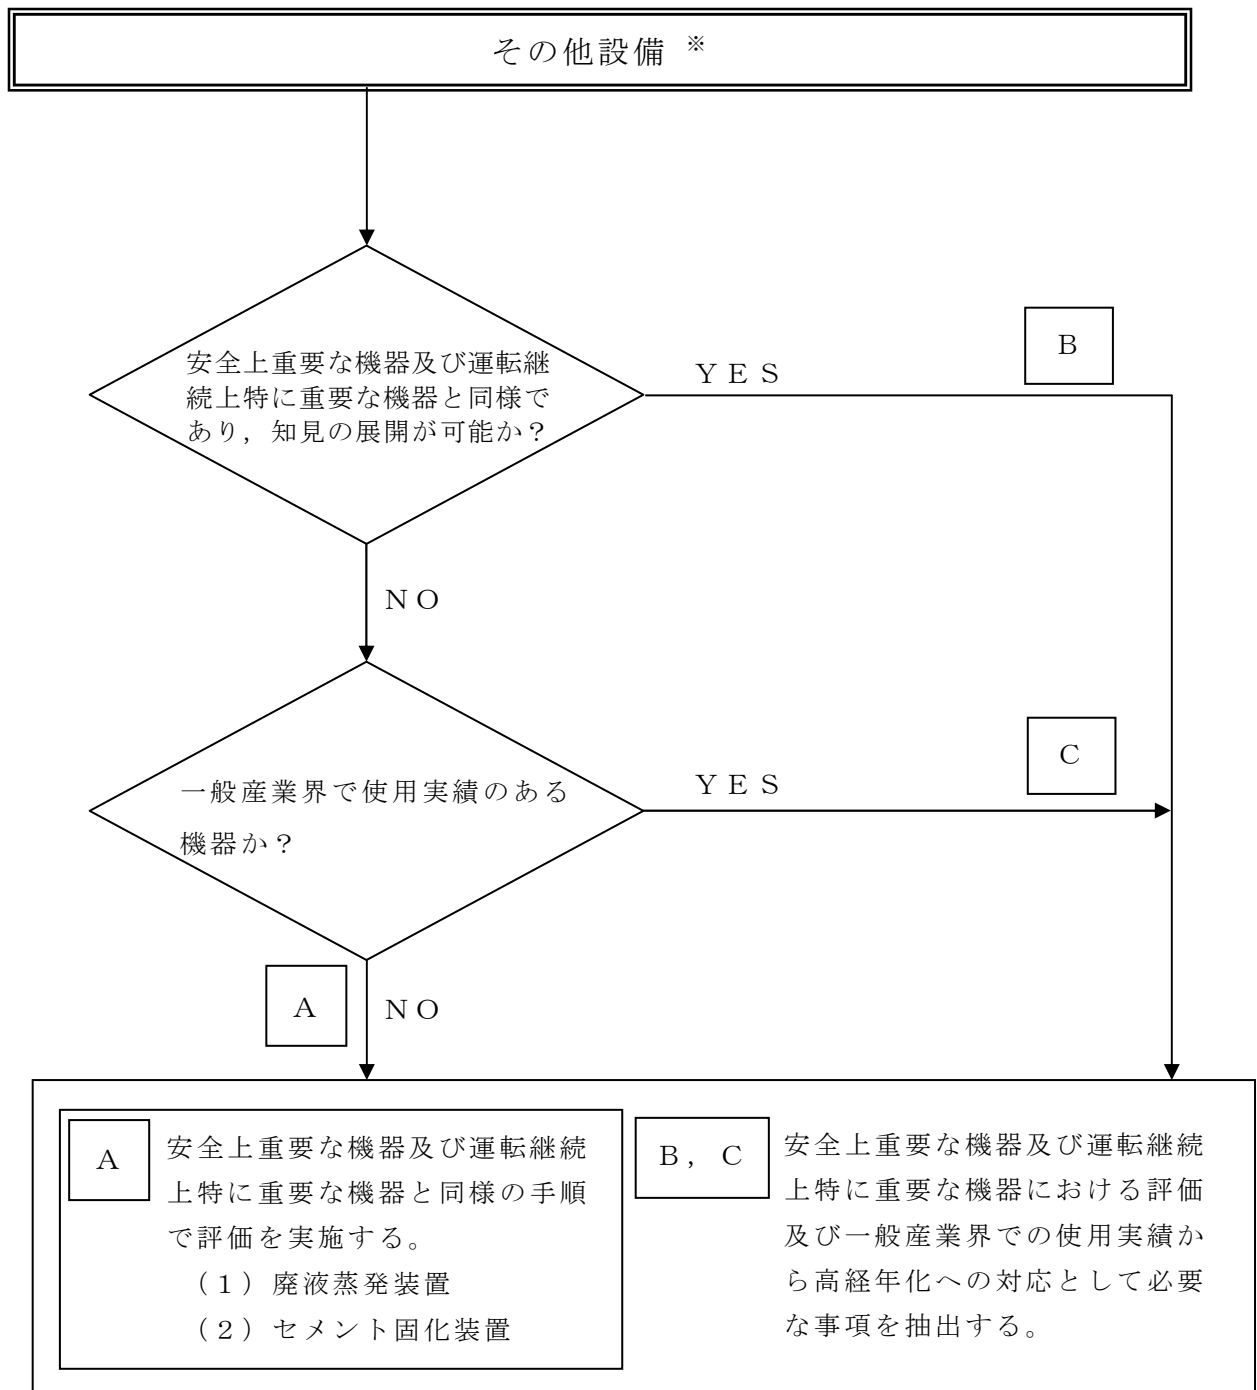 その他設備 ※
安全上重要な機器及び運転継
続上特に重要な機器と同様で
あり，知見の展開が可能か？
ＹＥＳ
Ｂ
ＮＯ
一般産業界で使用実績のある
機器か？
ＹＥＳ
Ｃ
Ａ
ＮＯ
Ａ
安全上重要な機器及び運転継続
上特に重要な機器と同様の手順
で評価を実施する。
（１）廃液蒸発装置
（２）セメント固化装置
Ｂ，Ｃ
安全上重要な機器及び運転継続
上特に重要な機器における評価
及び一般産業界での使用実績か
ら高経年化への対応として必要
な事項を抽出する。